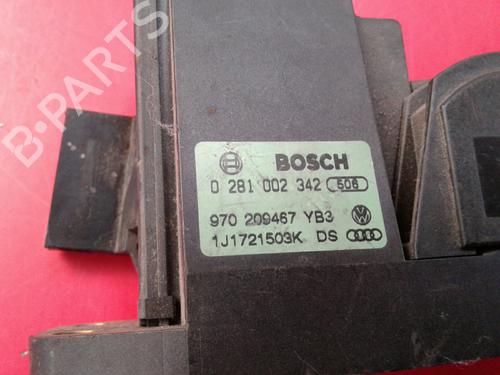 B-PARTS
BOSCH
0 281 002 342 506
970 209467 YB3
1J1721503K DS